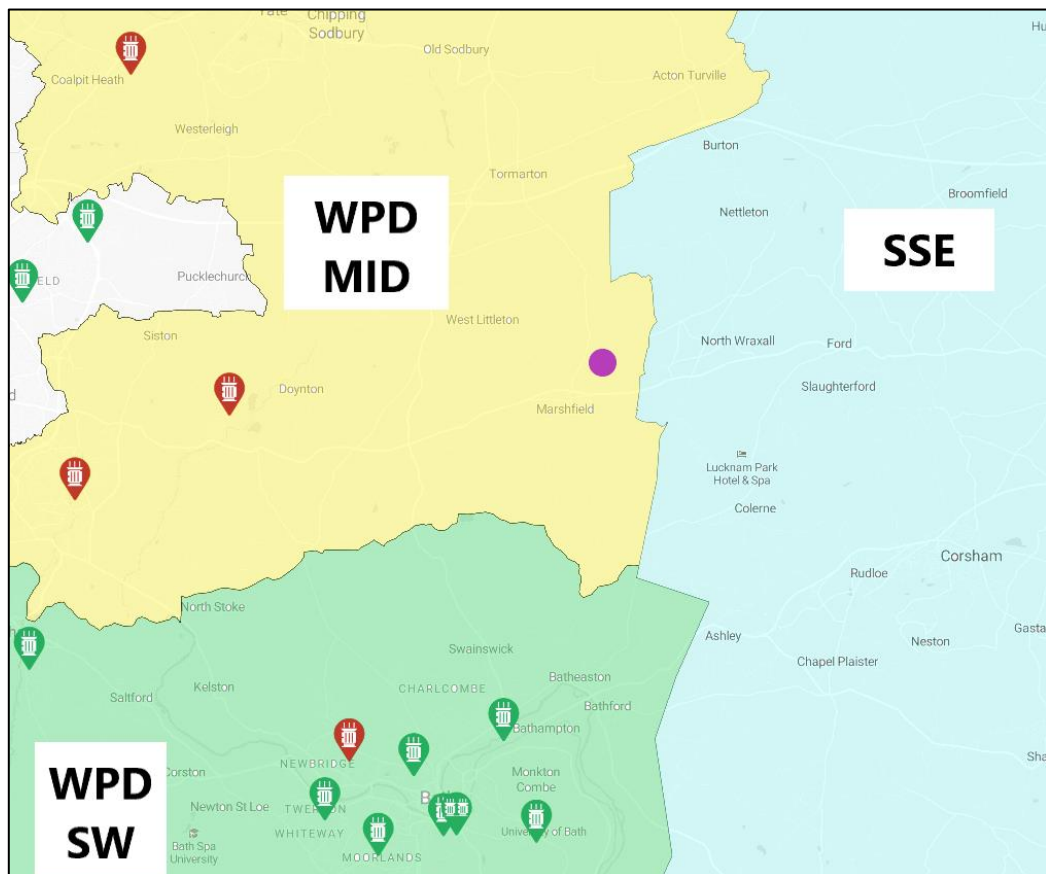 Chipping
Sodbury
Old Sodbury
Acton Turville
Coalpit Heath
Westerleigh
Burton
Tormarton
Broomfield
Nettleton
WPD
MID
SSE
Pucklechurch
Siston
West Littleton
North Wraxall
Ford
Slaughterford
Doynton
Marshfield
Lucknam Park
Hotel & Spa
Colerne
Corsham
Rudloe
North Stoke
Ashley
Neston
Chapel Plaister
Swainswick
Saltford
Kelston
CHARLCOMBE
Batheaston
Bathford
Bathampton
NEWBRIDGE
Corston
Monkton
Combe
WPD
SW
Newton St Loe
WHITEWAY
Bath Spa
University
MOORLANDS
University of Bath